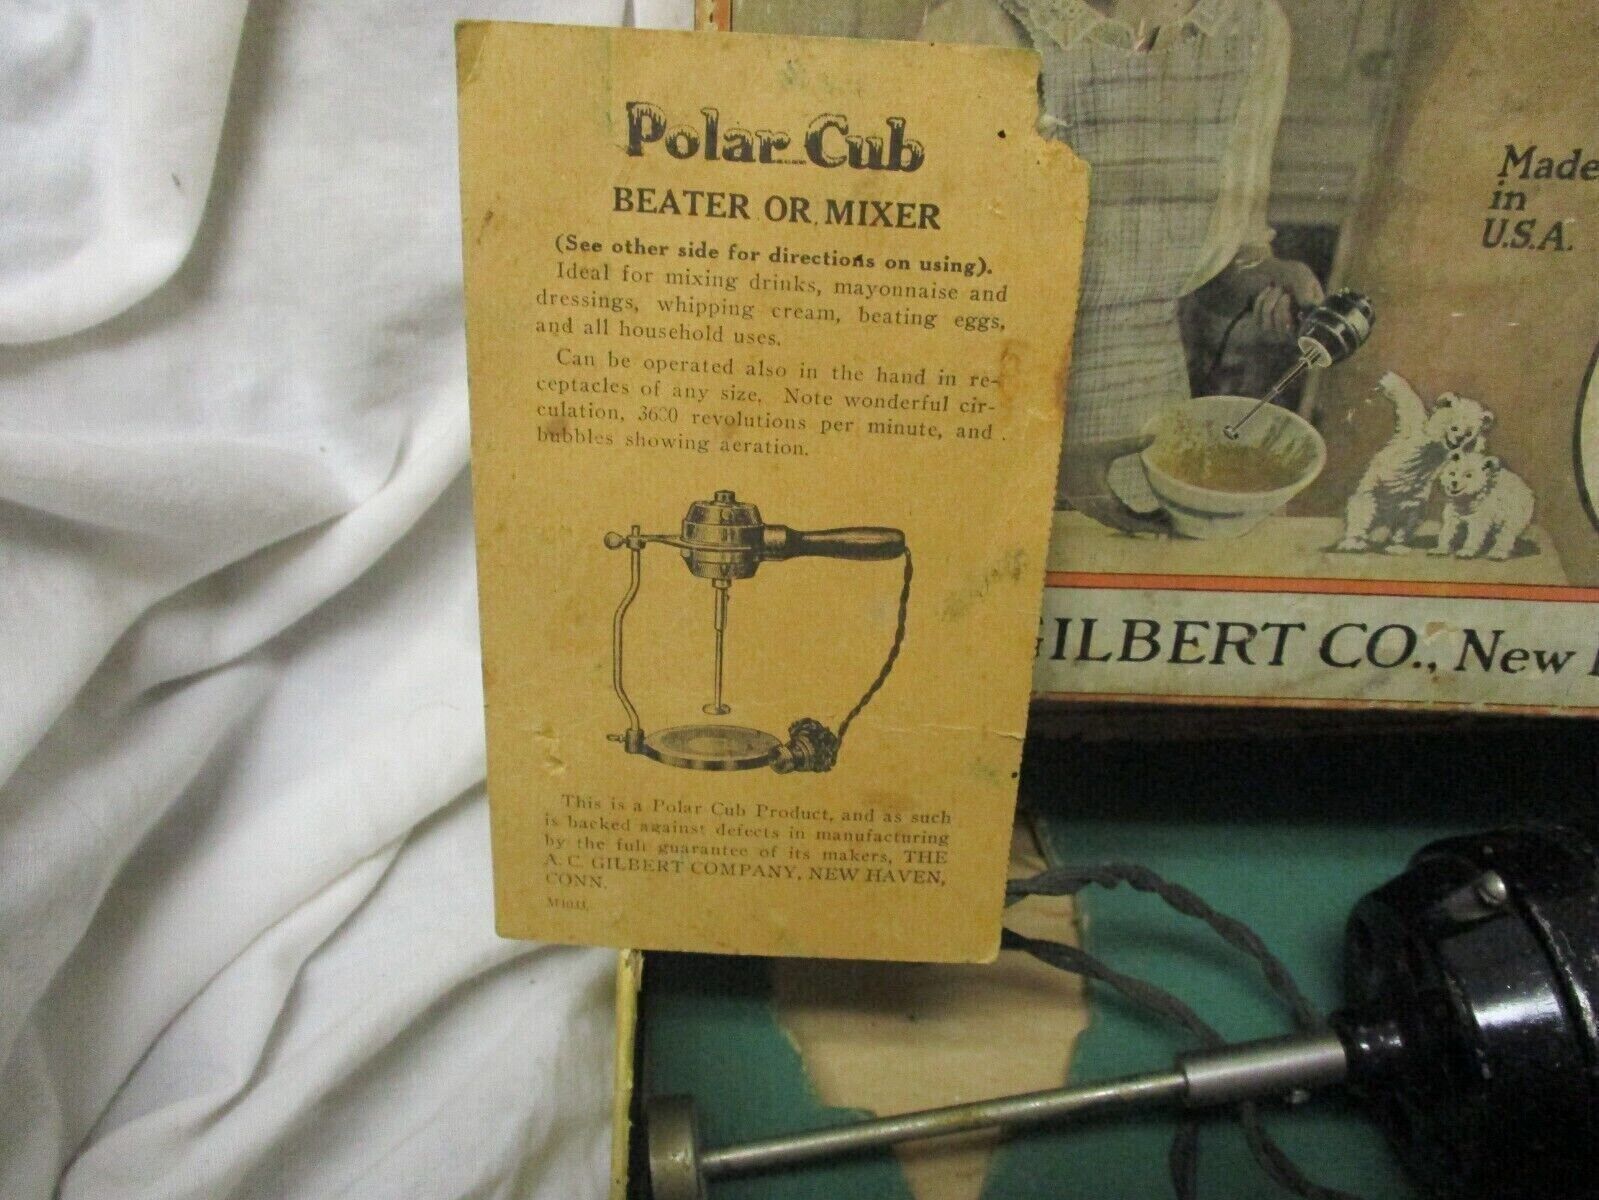 Polar Cub
BEATER OR MIXER
(See other side for directions on using).
Ideal for mixing drinks, mayonnaise and
dressings, whipping cream, beating eggs,
and all household uses.
Can be operated also in the hand in re-
ceptacles of any size. Note wonderful cir-
culation, 3600 revolutions per minute, and
bubbles showing aeration.
This is a Polar Cub Product, and as such
is backed against defects in manufacturing
by the full guarantee of its makers, THE
A. C. GILBERT COMPANY, NEW HAVEN,
CONN.
Made
in
U.S.A.
GILBERT CO., New